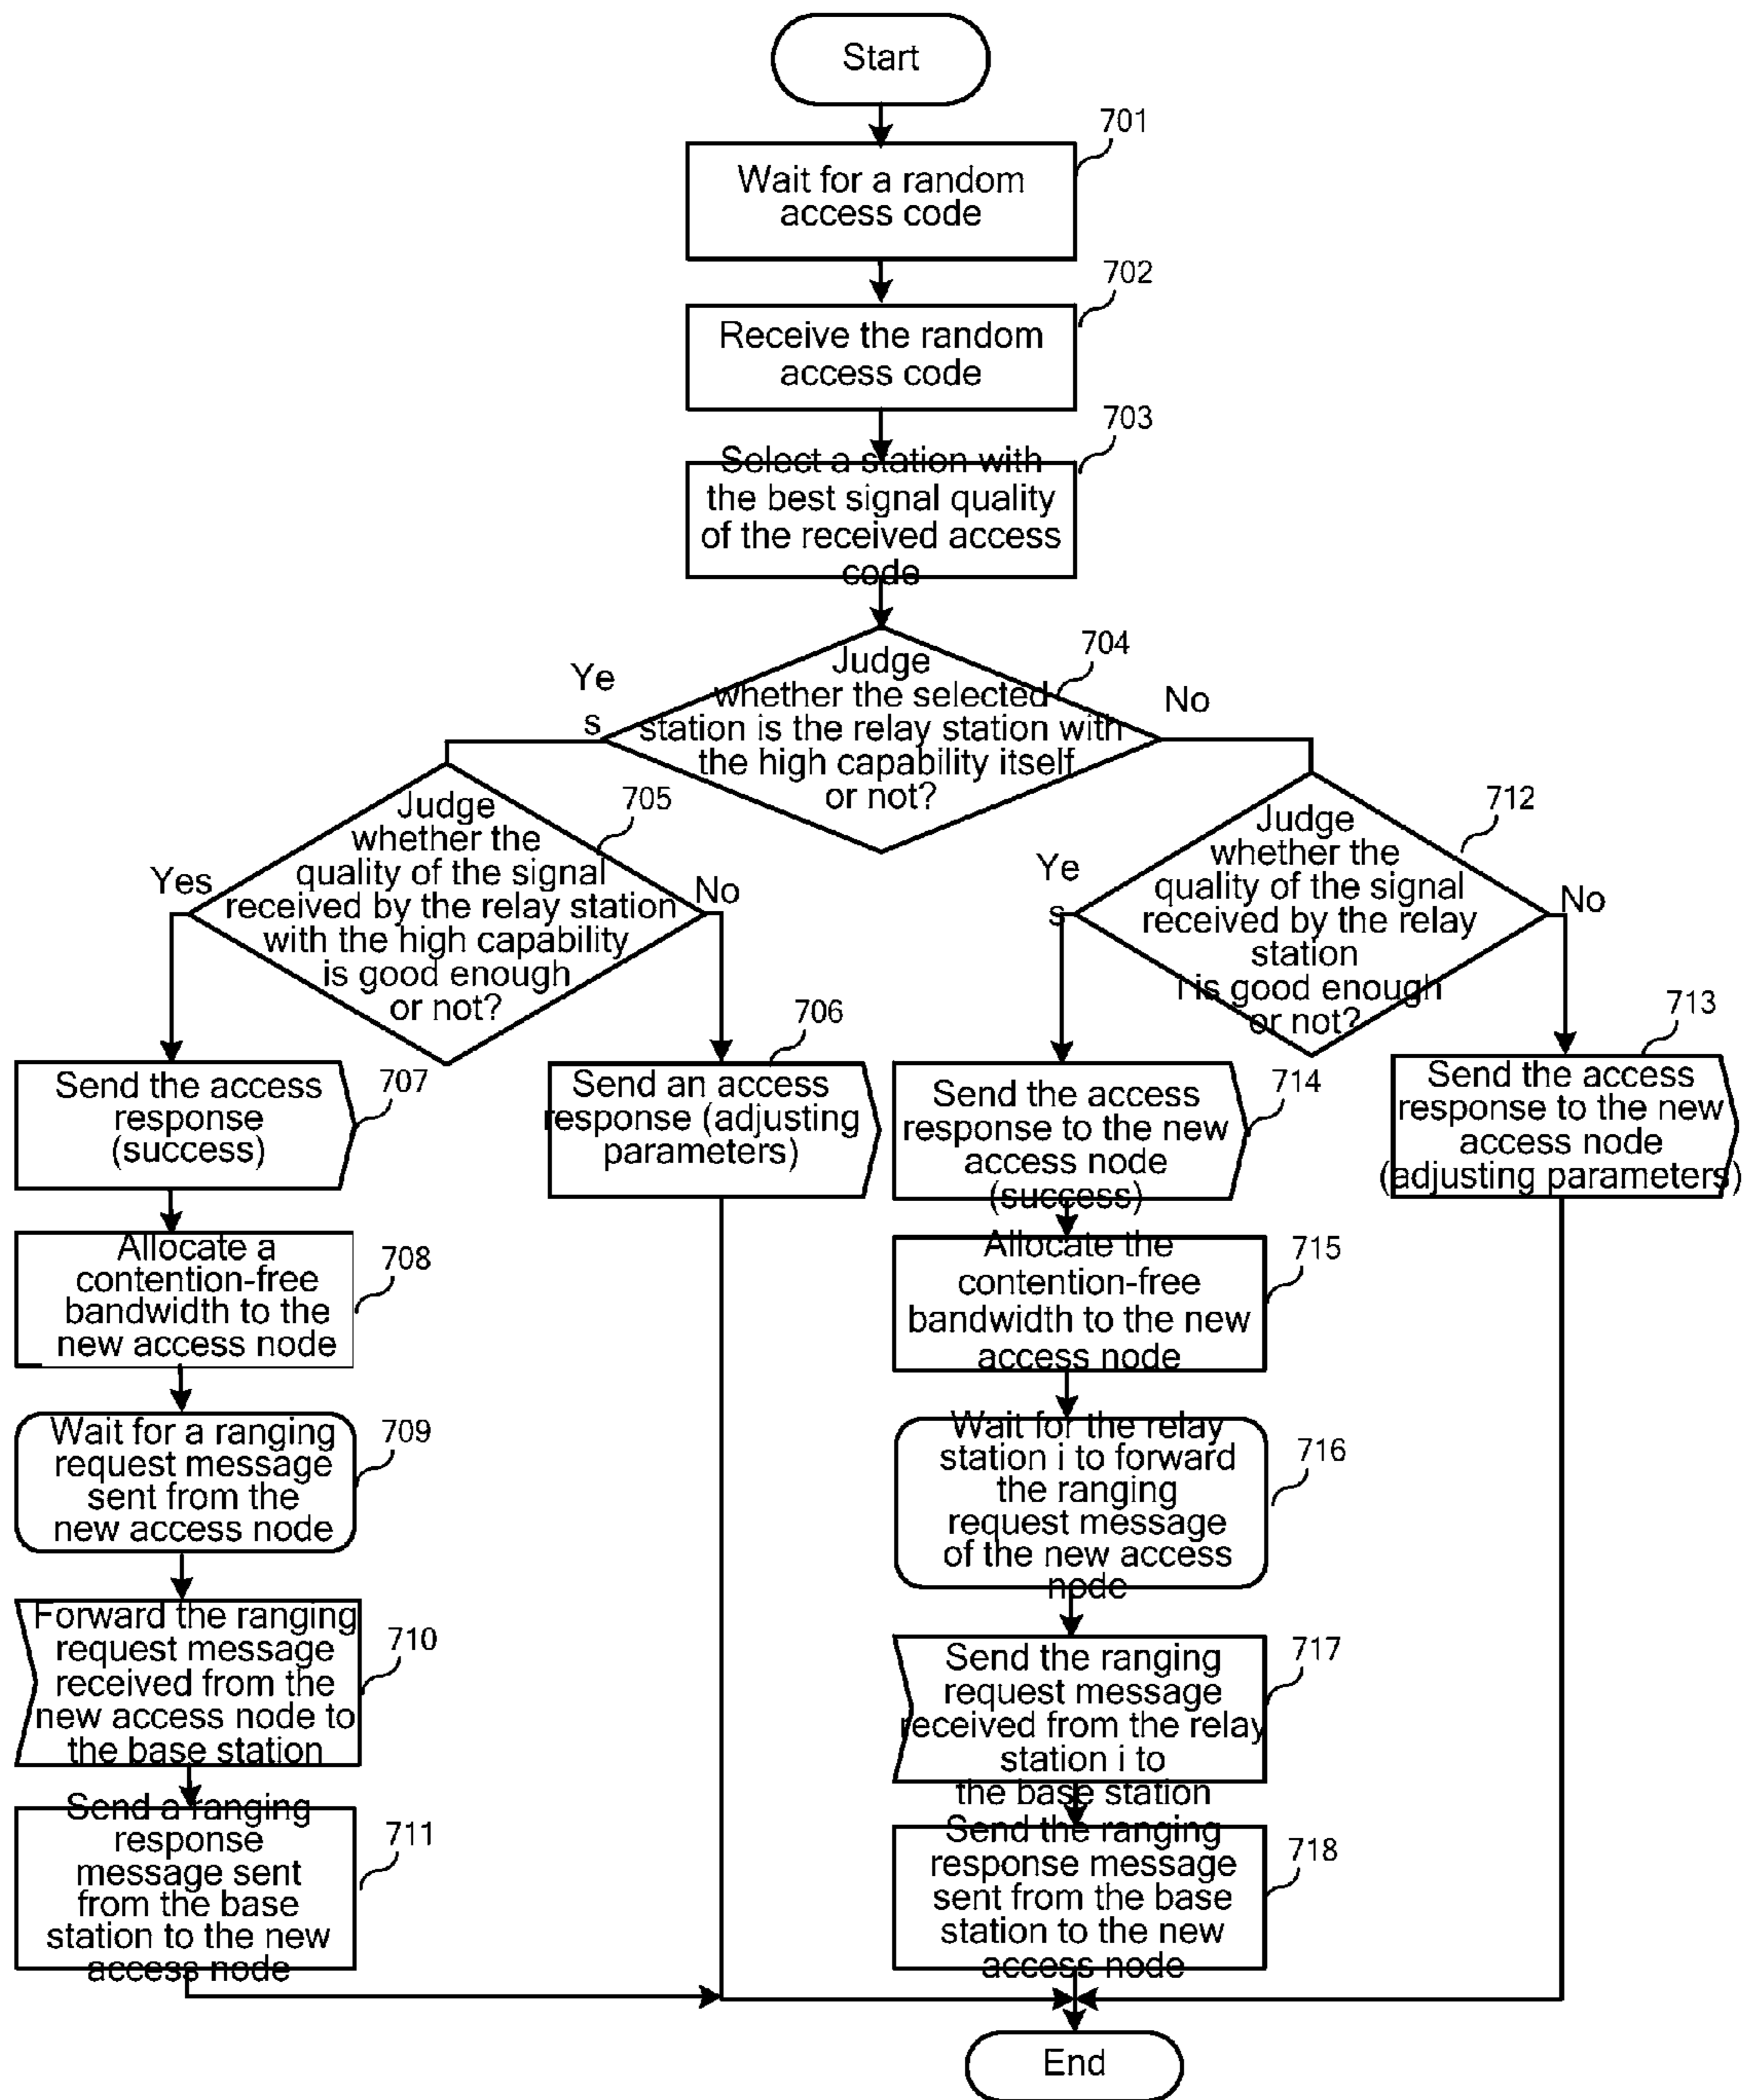 Start
701
Wait for a random
access code
702
Receive the random
access code
703
Select a station with
the best signal quality
of the received access
code
704
Judge
whether the selected
station is the relay station with
the high capability itself
or not?
Ye
s
No
705
Judge
whether the
quality of the signal
received by the relay station
with the high capability
is good enough
or not?
Yes
No
712
Judge
whether the
quality of the signal
received by the relay
station
i is good enough
or not?
Ye
s
No
707
Send the access
response
(success)
706
Send an access
response (adjusting
parameters)
714
Send the access
response to the new
access node
(success)
713
Send the access
response to the new
access node
(adjusting parameters)
708
Allocate a
contention-free
bandwidth to the
new access node
715
Allocate the
contention-free
bandwidth to the new
access node
709
Wait for a ranging
request message
sent from the
new access node
716
Wait for the relay
station i to forward
the ranging
request message
of the new access
node
710
Forward the ranging
request message
received from the
new access node to
the base station
717
Send the ranging
request message
received from the relay
station i to
the base station
711
Send a ranging
response
message sent
from the base
station to the new
access node
718
Send the ranging
response message
sent from the base
station to the new
access node
End